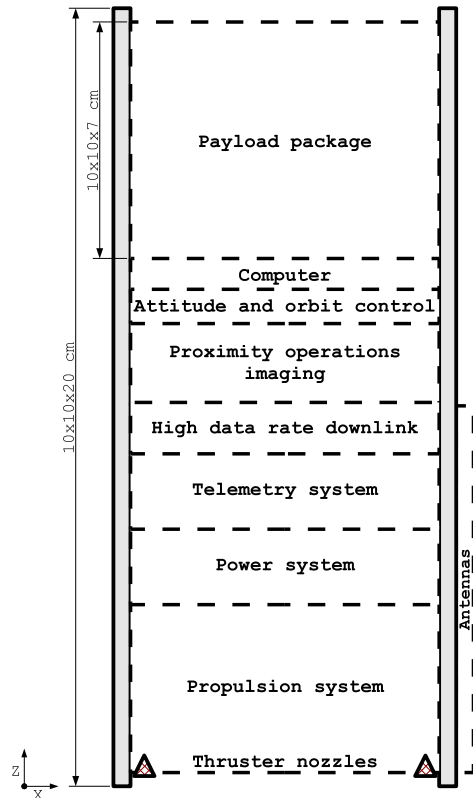 10x10x7 cm
10x10x20 cm
Payload package
Computer
Attitude and orbit control
Proximity operations
imaging
High data rate downlink
Telemetry system
Power system
Propulsion system
Thruster nozzles
Antennas
Z
X